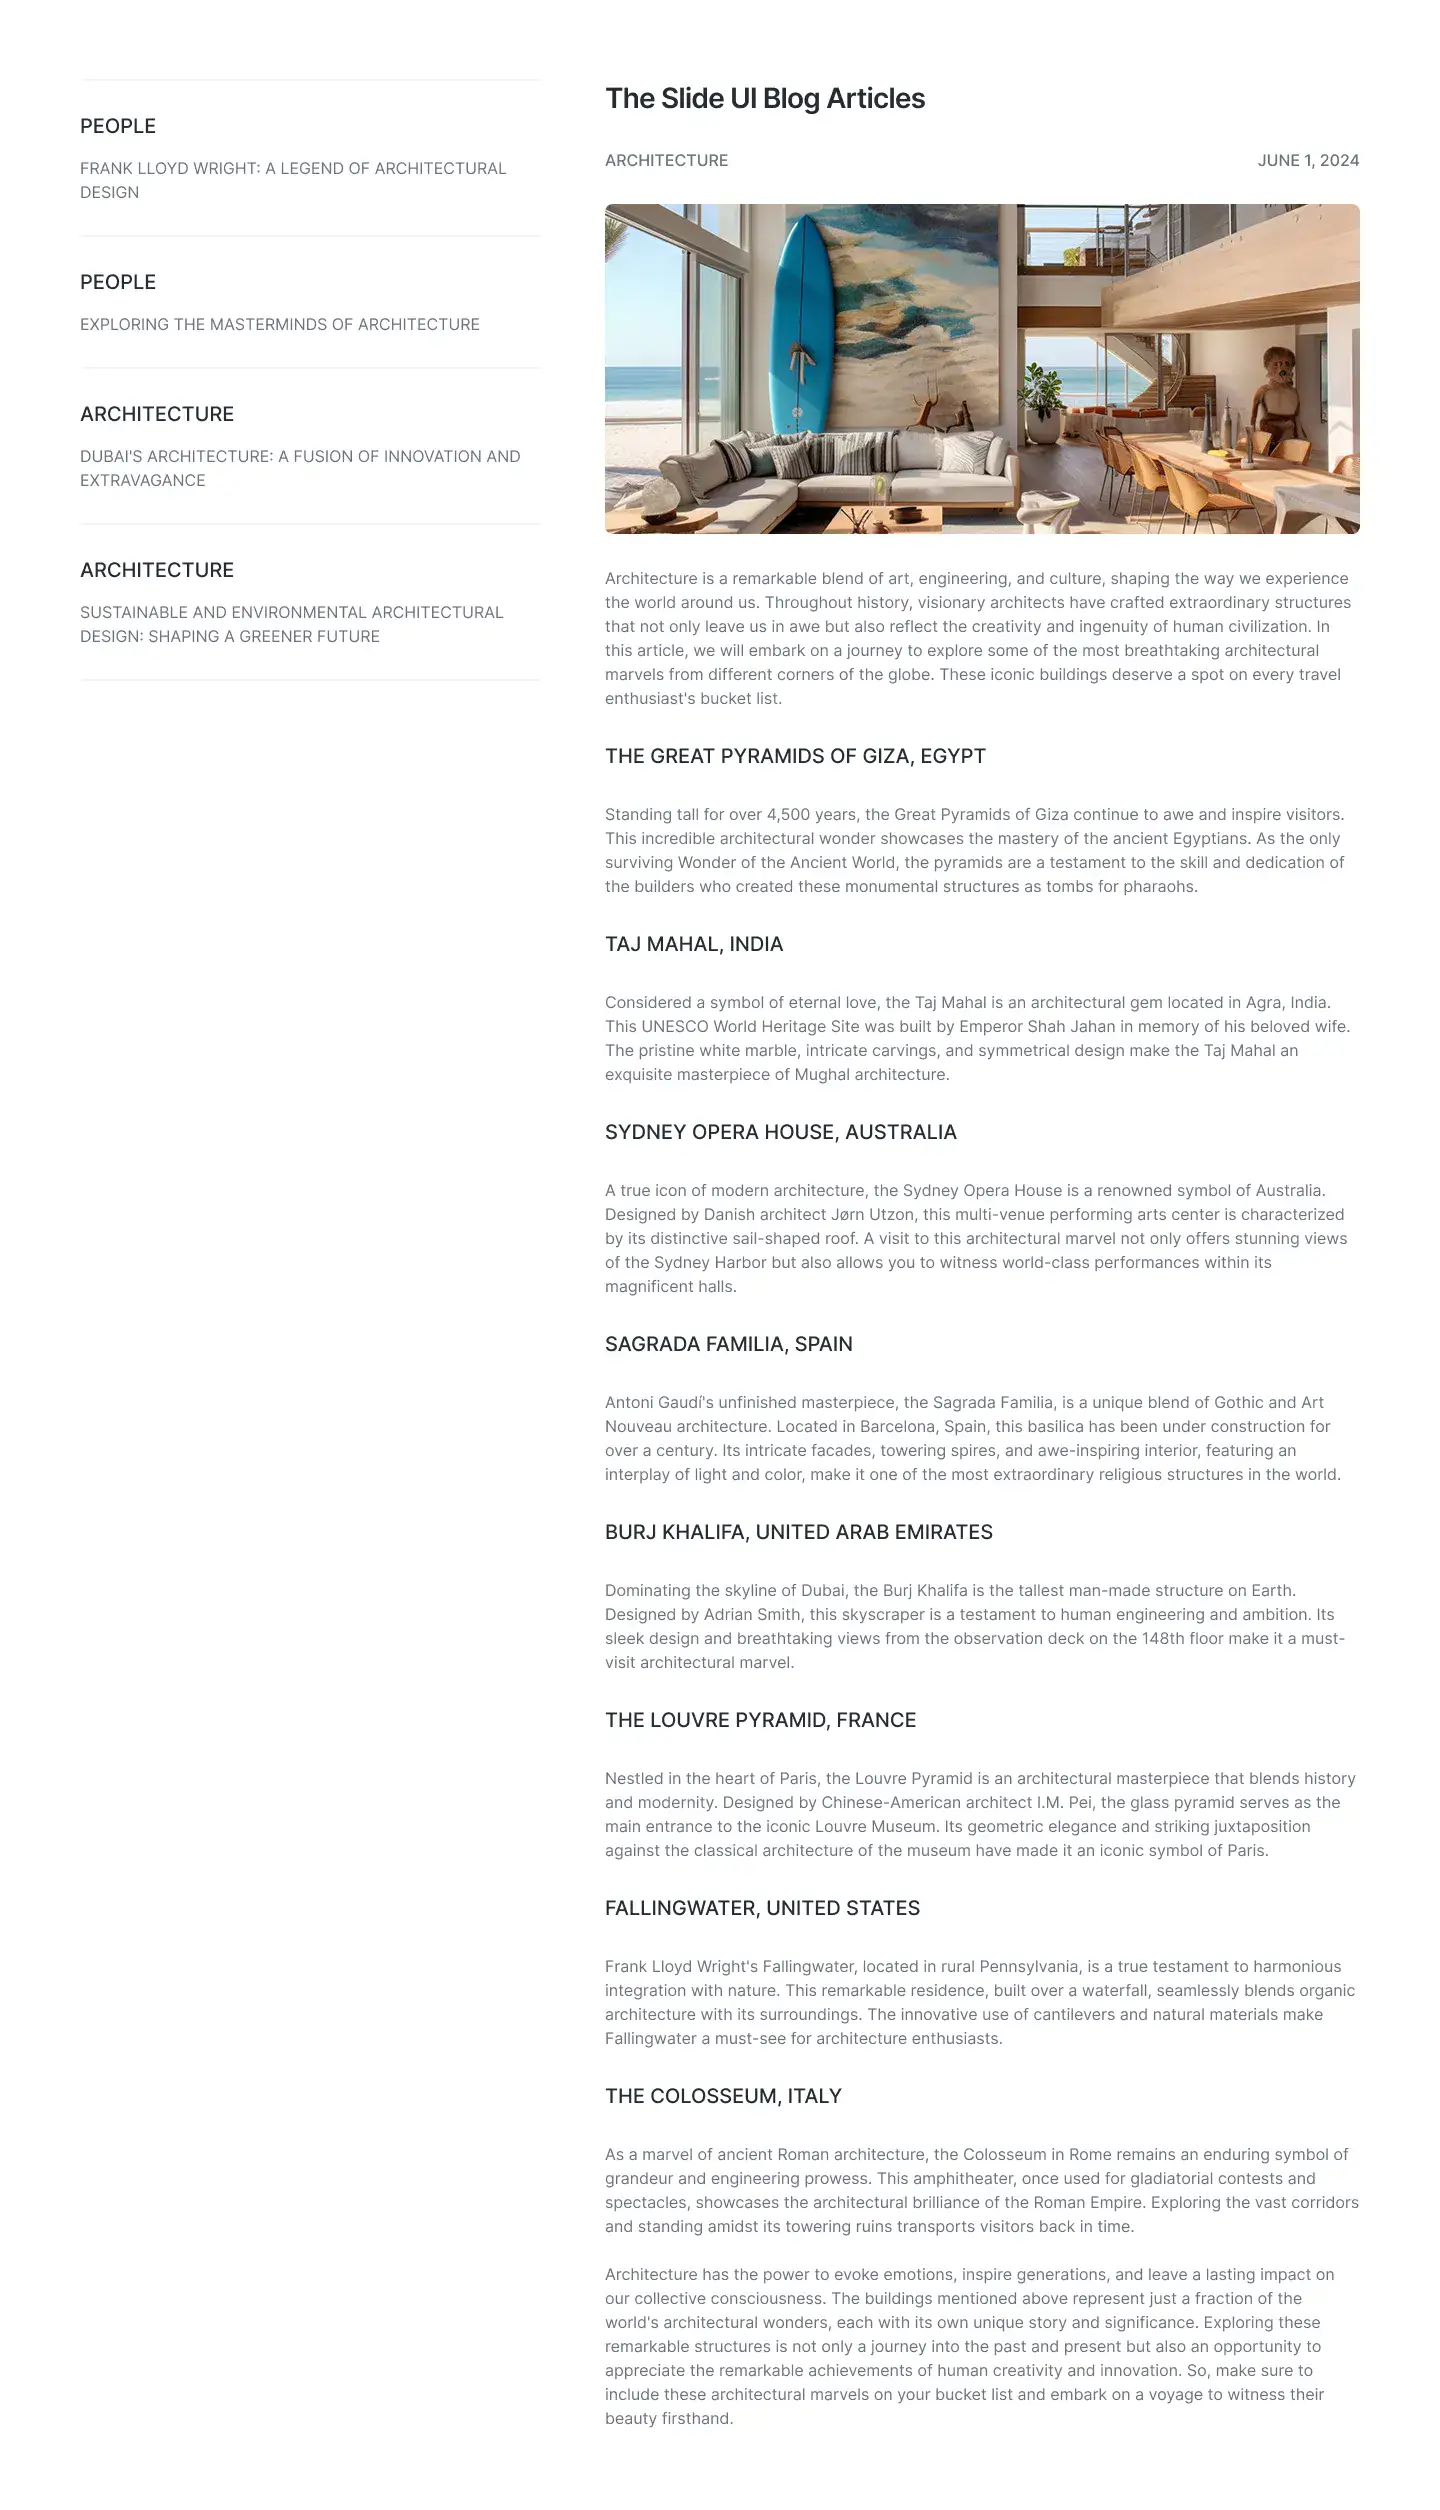 PEOPLE
FRANK LLOYD WRIGHT: A LEGEND OF ARCHITECTURAL
DESIGN
PEOPLE
EXPLORING THE MASTERMINDS OF ARCHITECTURE
ARCHITECTURE
DUBAI'S ARCHITECTURE: A FUSION OF INNOVATION AND
EXTRAVAGANCE
ARCHITECTURE
SUSTAINABLE AND ENVIRONMENTAL ARCHITECTURAL
DESIGN: SHAPING A GREENER FUTURE
The Slide UI Blog Articles
ARCHITECTURE
JUNE 1, 2024
Architecture is a remarkable blend of art, engineering, and culture, shaping the way we experience
the world around us. Throughout history, visionary architects have crafted extraordinary structures
that not only leave us in awe but also reflect the creativity and ingenuity of human civilization. In
this article, we will embark on a journey to explore some of the most breathtaking architectural
marvels from different corners of the globe. These iconic buildings deserve a spot on every travel
enthusiast's bucket list.
THE GREAT PYRAMIDS OF GIZA, EGYPT
Standing tall for over 4,500 years, the Great Pyramids of Giza continue to awe and inspire visitors.
This incredible architectural wonder showcases the mastery of the ancient Egyptians. As the only
surviving Wonder of the Ancient World, the pyramids are a testament to the skill and dedication of
the builders who created these monumental structures as tombs for pharaohs.
TAJ MAHAL, INDIA
Considered a symbol of eternal love, the Taj Mahal is an architectural gem located in Agra, India.
This UNESCO World Heritage Site was built by Emperor Shah Jahan in memory of his beloved wife.
The pristine white marble, intricate carvings, and symmetrical design make the Taj Mahal an
exquisite masterpiece of Mughal architecture.
SYDNEY OPERA HOUSE, AUSTRALIA
A true icon of modern architecture, the Sydney Opera House is a renowned symbol of Australia.
Designed by Danish architect Jørn Utzon, this multi-venue performing arts center is characterized
by its distinctive sail-shaped roof. A visit to this architectural marvel not only offers stunning views
of the Sydney Harbor but also allows you to witness world-class performances within its
magnificent halls.
SAGRADA FAMILIA, SPAIN
Antoni Gaudí's unfinished masterpiece, the Sagrada Familia, is a unique blend of Gothic and Art
Nouveau architecture. Located in Barcelona, Spain, this basilica has been under construction for
over a century. Its intricate facades, towering spires, and awe-inspiring interior, featuring an
interplay of light and color, make it one of the most extraordinary religious structures in the world.
BURJ KHALIFA, UNITED ARAB EMIRATES
Dominating the skyline of Dubai, the Burj Khalifa is the tallest man-made structure on Earth.
Designed by Adrian Smith, this skyscraper is a testament to human engineering and ambition. Its
sleek design and breathtaking views from the observation deck on the 148th floor make it a must-
visit architectural marvel.
THE LOUVRE PYRAMID, FRANCE
Nestled in the heart of Paris, the Louvre Pyramid is an architectural masterpiece that blends history
and modernity. Designed by Chinese-American architect I.M. Pei, the glass pyramid serves as the
main entrance to the iconic Louvre Museum. Its geometric elegance and striking juxtaposition
against the classical architecture of the museum have made it an iconic symbol of Paris.
FALLINGWATER, UNITED STATES
Frank Lloyd Wright's Fallingwater, located in rural Pennsylvania, is a true testament to harmonious
integration with nature. This remarkable residence, built over a waterfall, seamlessly blends organic
architecture with its surroundings. The innovative use of cantilevers and natural materials make
Fallingwater a must-see for architecture enthusiasts.
THE COLOSSEUM, ITALY
As a marvel of ancient Roman architecture, the Colosseum in Rome remains an enduring symbol of
grandeur and engineering prowess. This amphitheater, once used for gladiatorial contests and
spectacles, showcases the architectural brilliance of the Roman Empire. Exploring the vast corridors
and standing amidst its towering ruins transports visitors back in time.
Architecture has the power to evoke emotions, inspire generations, and leave a lasting impact on
our collective consciousness. The buildings mentioned above represent just a fraction of the
world's architectural wonders, each with its own unique story and significance. Exploring these
remarkable structures is not only a journey into the past and present but also an opportunity to
appreciate the remarkable achievements of human creativity and innovation. So, make sure to
include these architectural marvels on your bucket list and embark on a voyage to witness their
beauty firsthand.